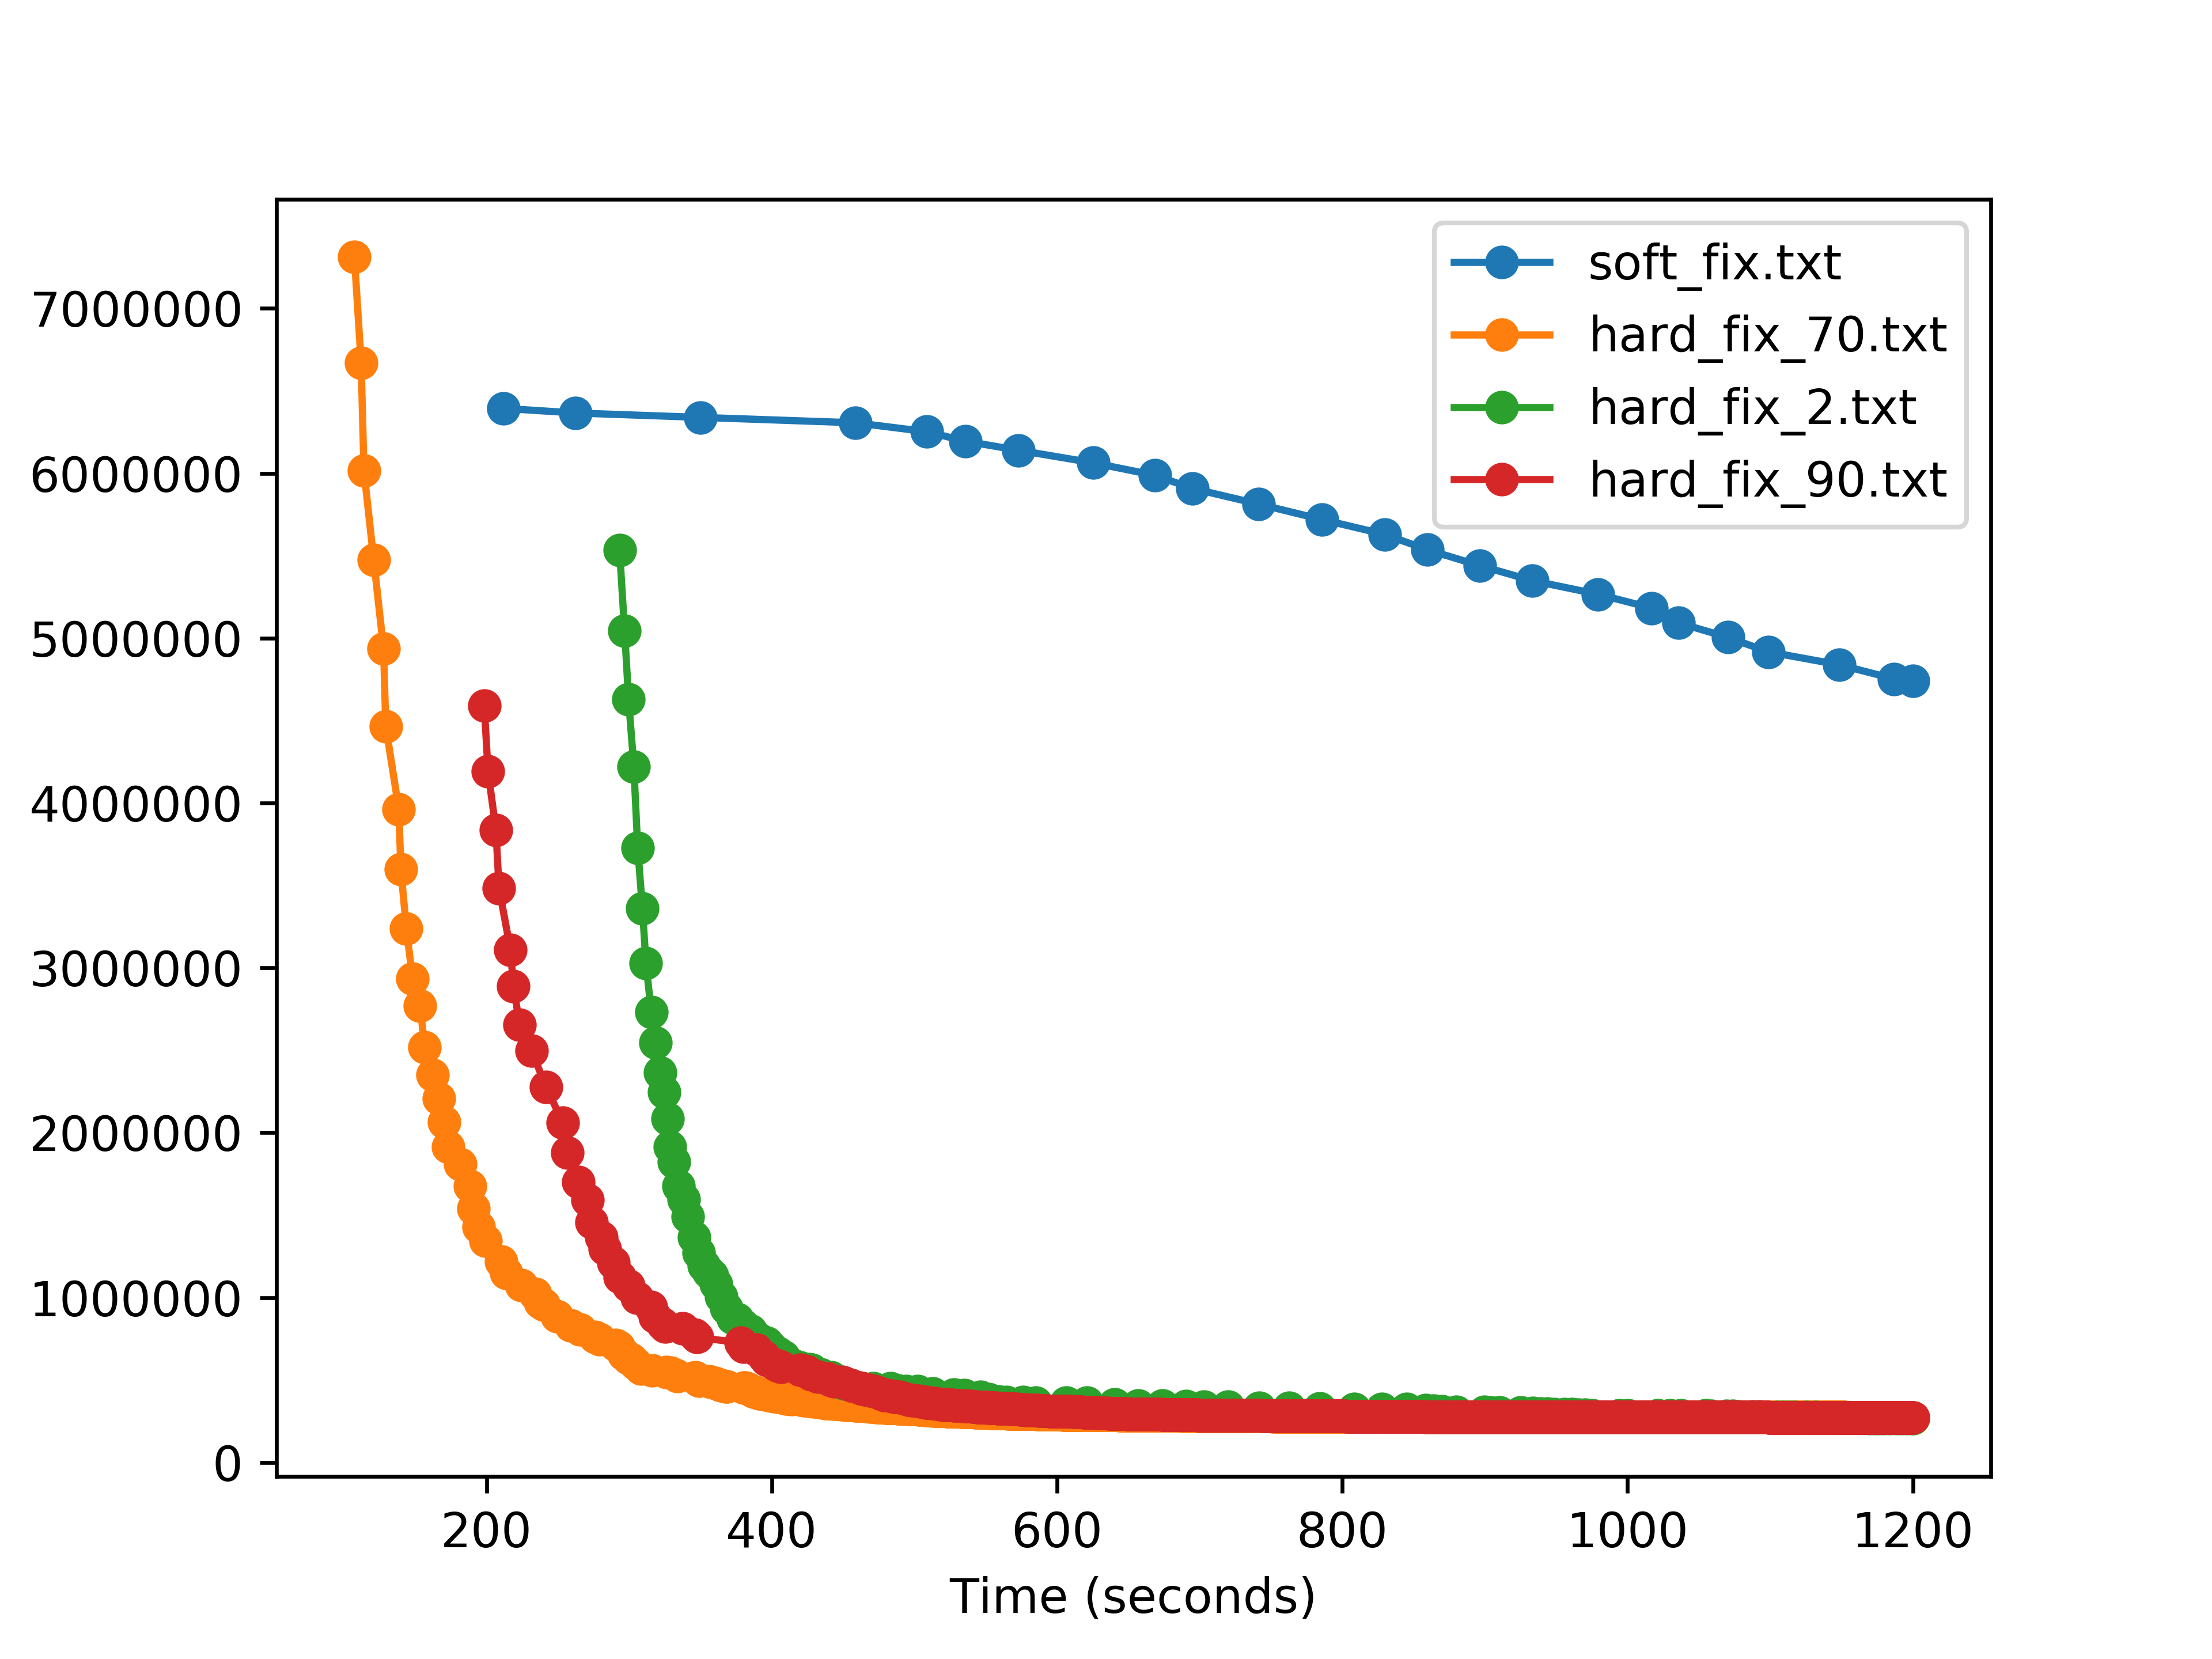 soft_fix.txt
hard_fix_70.txt
hard_fix_2.txt
hard_fix_90.txt
7000000
6000000
5000000
4000000
3000000
2000000
1000000
0
200 400 600 800 1000 1200
Time (seconds)